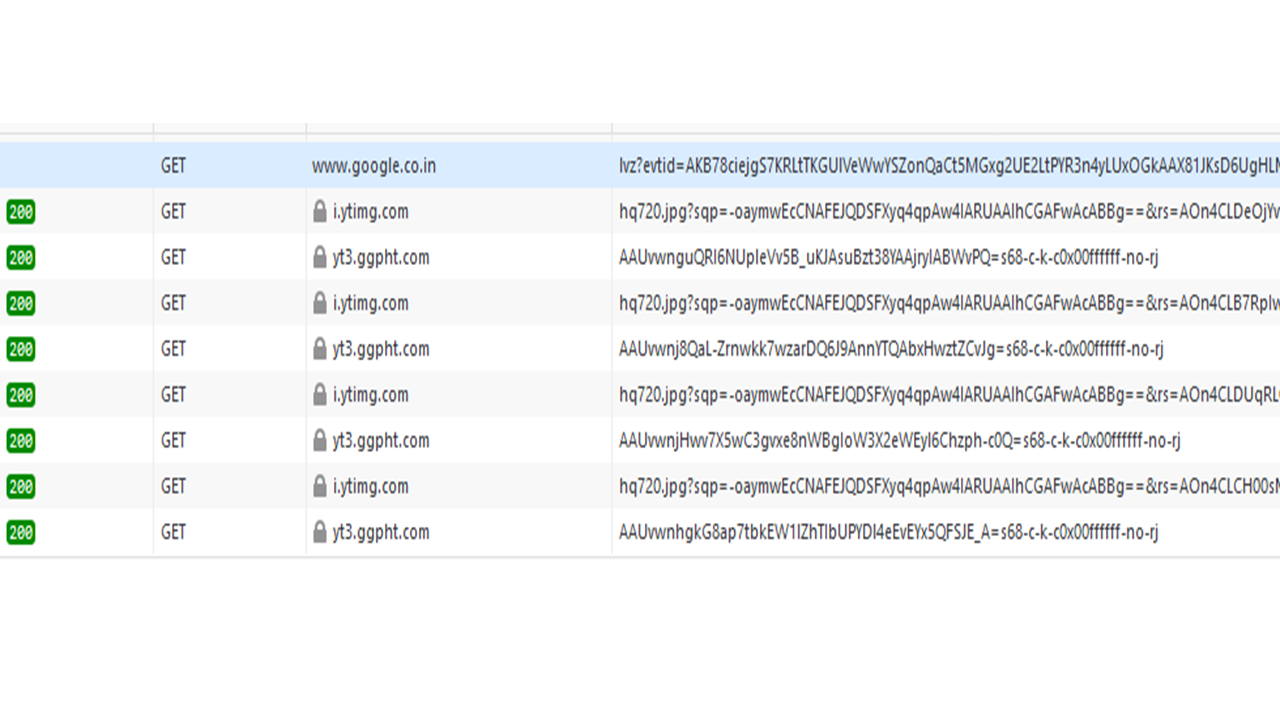 GET www.google.co.in lvz?evtid=AKB78ciejgS7KRLtTKGUIVeWwYSZonQaCt5MGxg2UE2LtPYR3n4yLUxOGkAAX81JKsD6UgHLN
200 GET i.ytimg.com hq720.jpg?sqp=-oaymwEcCNAFEJQDSFXyq4qpAw4IARUAAIhCGAFwAcABBg==&rs=AOn4CLDeOjYv
200 GET yt3.ggpht.com AAUvwnguQRI6NUpIeVv5B_uKJAsuBzt38YAAjryIABWvPQ=s68-c-k-c0x00ffffff-no-rj
200 GET i.ytimg.com hq720.jpg?sqp=-oaymwEcCNAFEJQDSFXyq4qpAw4IARUAAIhCGAFwAcABBg==&rs=AOn4CLB7RpIw
200 GET yt3.ggpht.com AAUvwnj8QaL-Zrnwkk7wzarDQ6J9AnnYTQAbxHwztZCvJg=s68-c-k-c0x00ffffff-no-rj
200 GET i.ytimg.com hq720.jpg?sqp=-oaymwEcCNAFEJQDSFXyq4qpAw4IARUAAIhCGAFwAcABBg==&rs=AOn4CLDUqRL
200 GET yt3.ggpht.com AAUvwnjHwv7X5wC3gvxe8nWBgIoW3X2eWEyI6Chzph-c0Q=s68-c-k-c0x00ffffff-no-rj
200 GET i.ytimg.com hq720.jpg?sqp=-oaymwEcCNAFEJQDSFXyq4qpAw4IARUAAIhCGAFwAcABBg==&rs=AOn4CLCH00sM
200 GET yt3.ggpht.com AAUvwnhgkG8ap7tbkEW1IZhTIbUPYDI4eEvEYx5QFSJE_A=s68-c-k-c0x00ffffff-no-rj